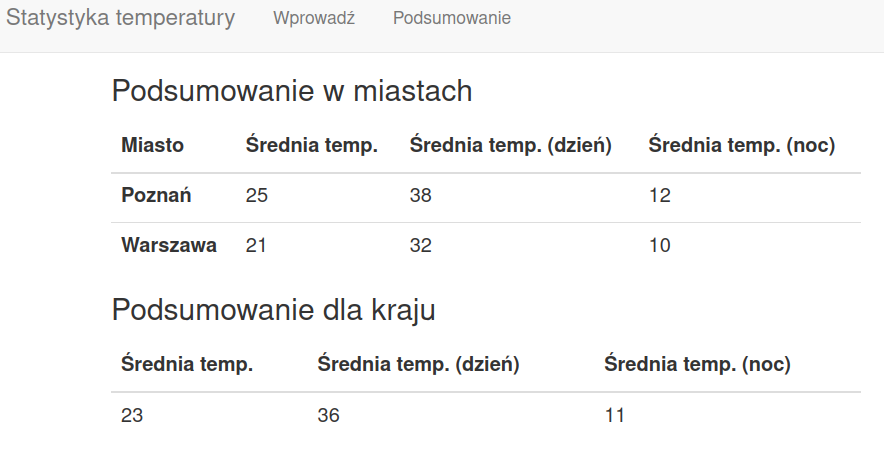 Statystyka temperatury Wprowadź Podsumowanie
Podsumowanie w miastach
Miasto Średnia temp. Średnia temp. (dzień) Średnia temp. (noc)
Poznań 25 38 12
Warszawa 21 32 10
Podsumowanie dla kraju
Średnia temp. Średnia temp. (dzień) Średnia temp. (noc)
23 36 11